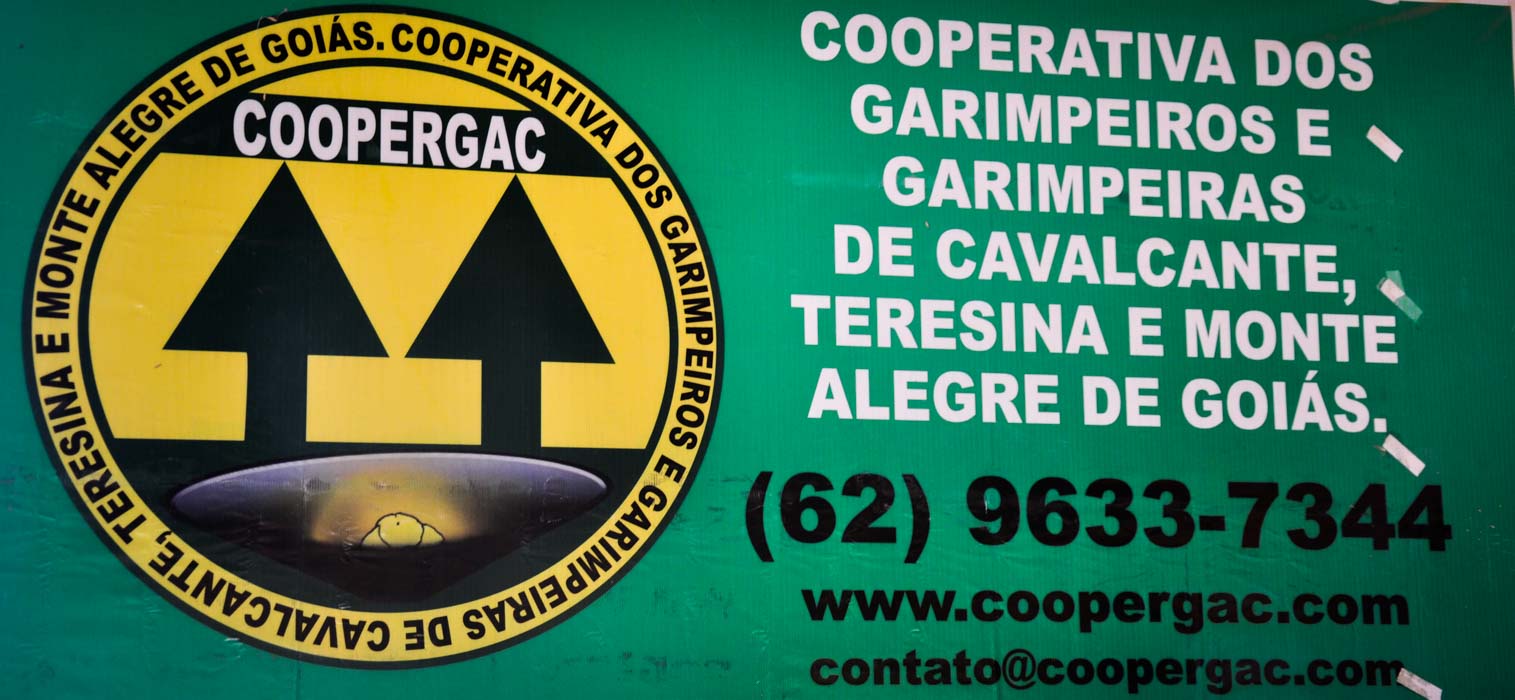 COOPERATIVA DOS GARIMPEIROS E GARIMPEIRAS DE CAVALCANTE, TERESINA E MONTE ALEGRE DE GOIÁS.
COOPERGAC
COOPERATIVA DOS
GARIMPEIROS E
GARIMPEIRAS
DE CAVALCANTE,
TERESINA E MONTE
ALEGRE DE GOIÁS.
(62) 9633-7344
www.coopergac.com
contato@coopergac.com